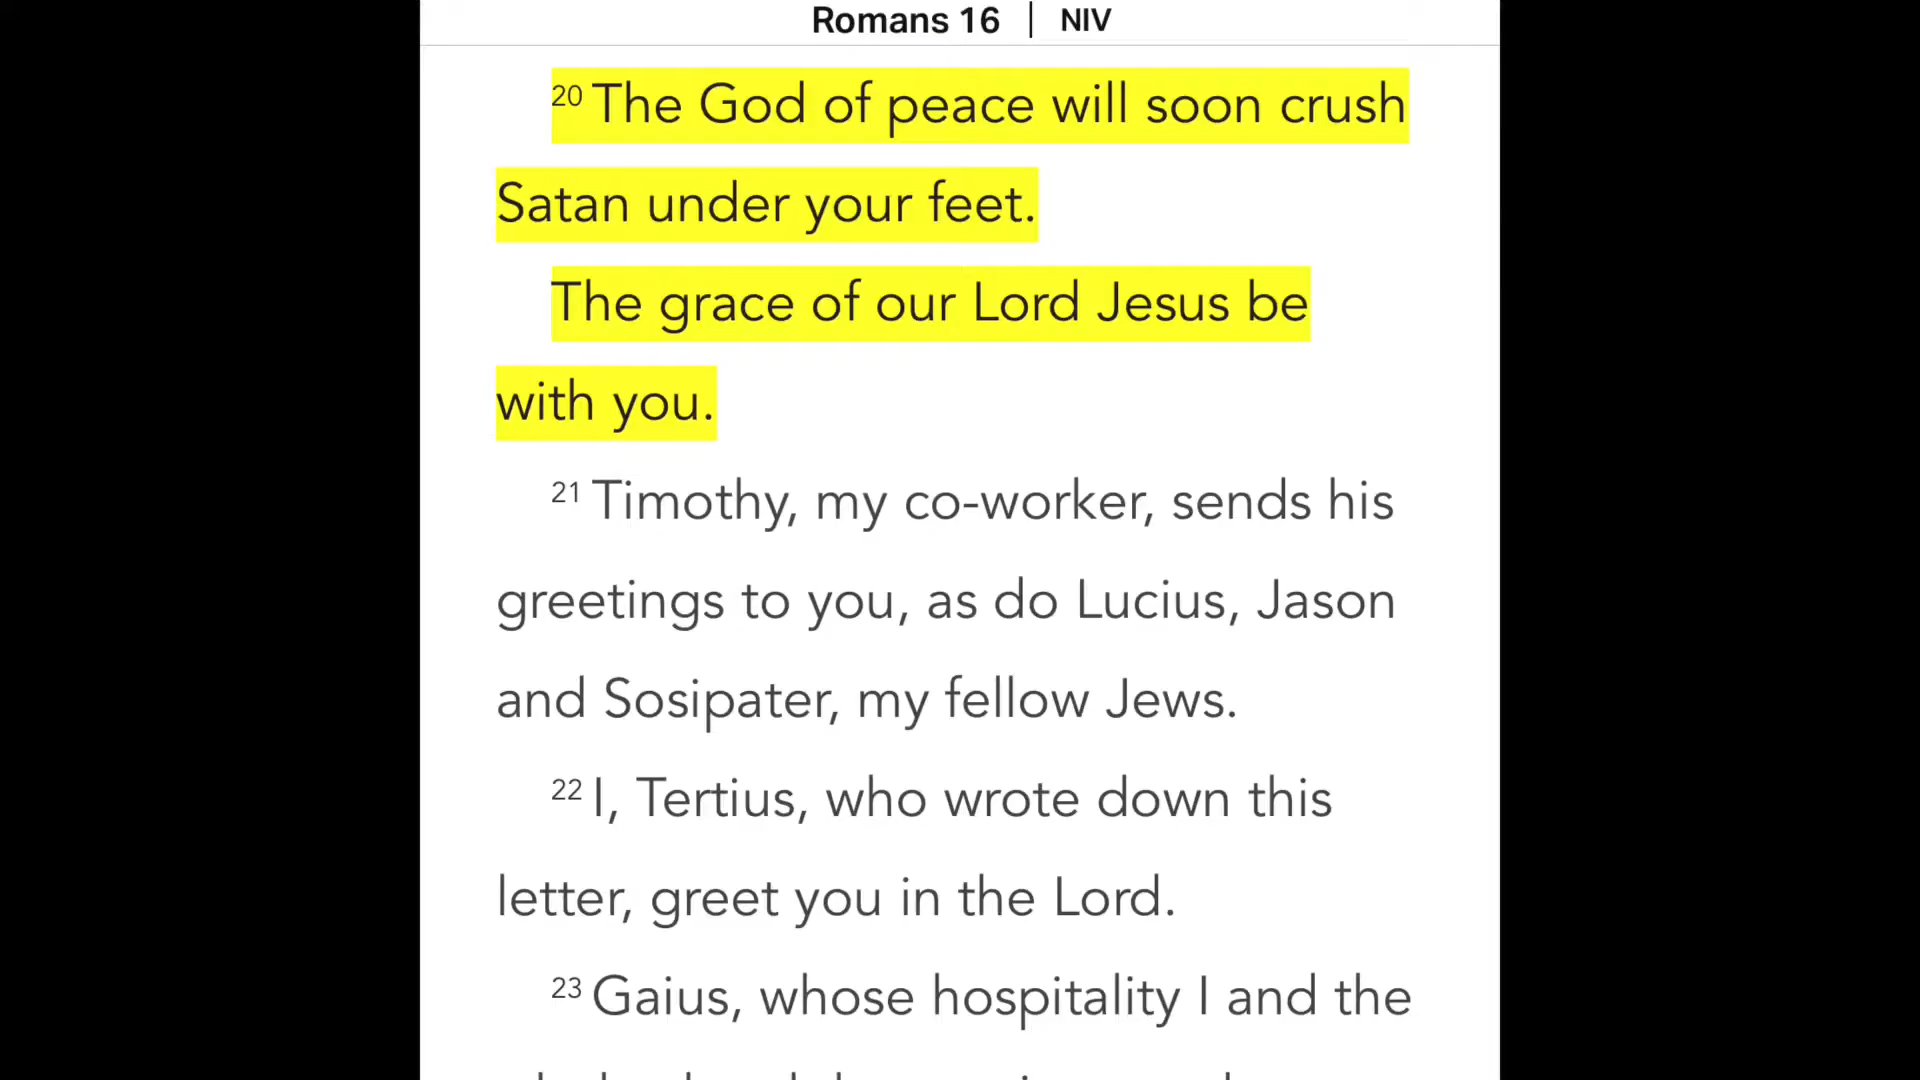 Romans 16 | NIV
20 The God of peace will soon crush
Satan under your feet.
The grace of our Lord Jesus be
with you.
21 Timothy, my co-worker, sends his
greetings to you, as do Lucius, Jason
and Sosipater, my fellow Jews.
22 I, Tertius, who wrote down this
letter, greet you in the Lord.
23 Gaius, whose hospitality I and the